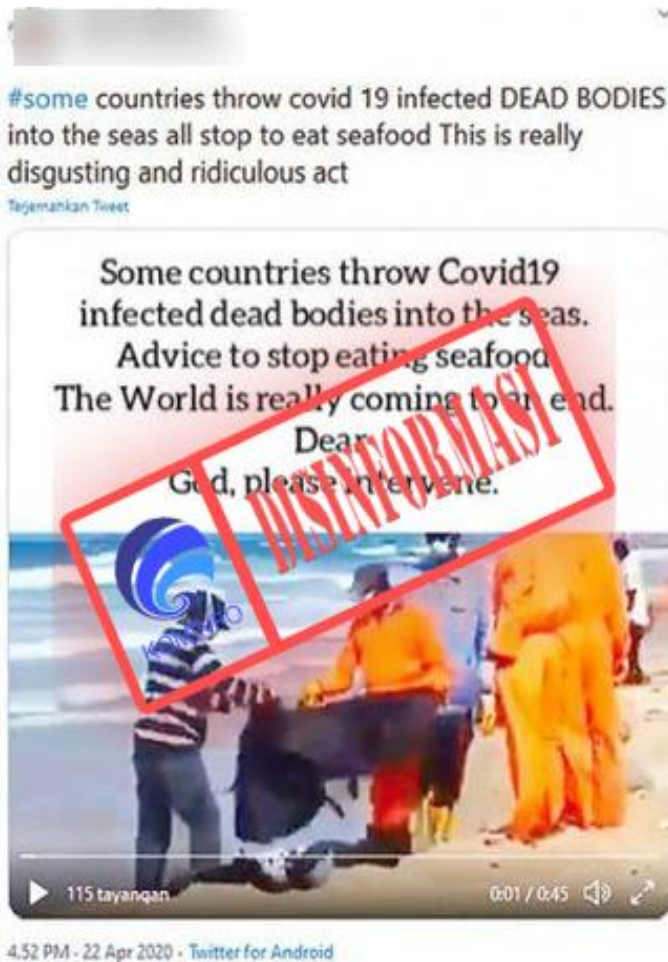 #some countries throw covid 19 infected DEAD BODIES
into the seas all stop to eat seafood This is really
disgusting and ridiculous act
Terjemahkan Tweet
Some countries throw Covid19
infected dead bodies into the seas.
Advice to stop eating seafood
The World is really coming to an end.
Dear
God, please intervene.
DISINFORMASI
KOMINFO
115 tayangan
0:01 / 0:45
4.52 PM - 22 Apr 2020 - Twitter for Android